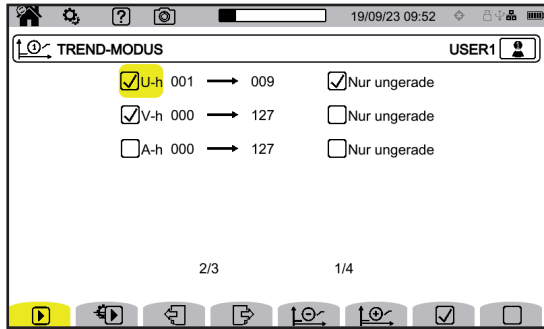 19/09/23 09:52
TREND-MODUS USER1
U-h 001 → 009 Nur ungerade
V-h 000 → 127 Nur ungerade
A-h 000 → 127 Nur ungerade
2/3 1/4